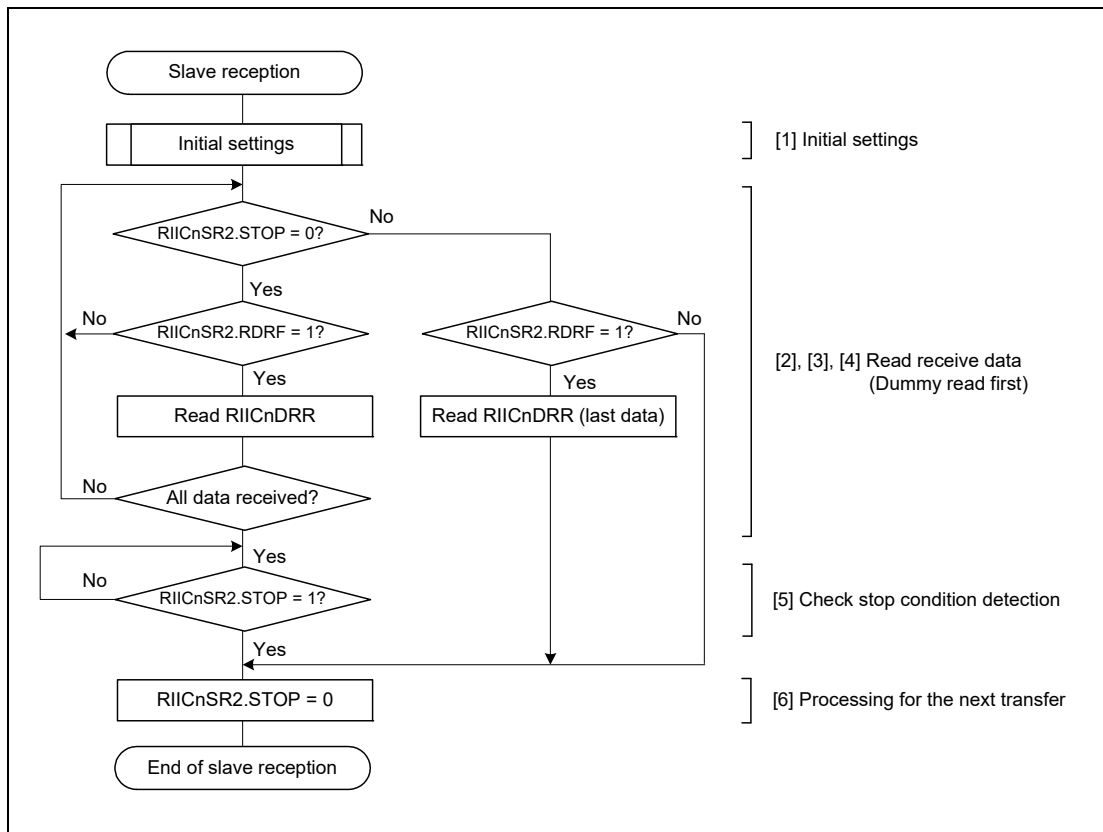 Slave reception
Initial settings
[1] Initial settings
No
RIICnSR2.STOP = 0?
Yes
No
RIICnSR2.RDRF = 1?
RIICnSR2.RDRF = 1?
No
[2], [3], [4] Read receive data
(Dummy read first)
Yes
Yes
Read RIICnDRR
Read RIICnDRR (last data)
No
All data received?
Yes
No
RIICnSR2.STOP = 1?
[5] Check stop condition detection
Yes
RIICnSR2.STOP = 0
[6] Processing for the next transfer
End of slave reception